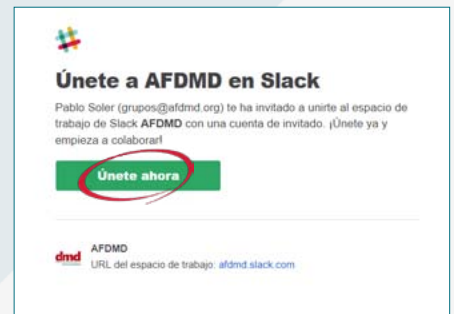 Únete a AFDMD en Slack
Pablo Soler (grupos@afdmd.org) te ha invitado a unirte al espacio de
trabajo de Slack AFDMD con una cuenta de invitado. ¡Únete ya y
empieza a colaborar!
Únete ahora
AFDMD
dmd
URL del espacio de trabajo: afdmd.slack.com